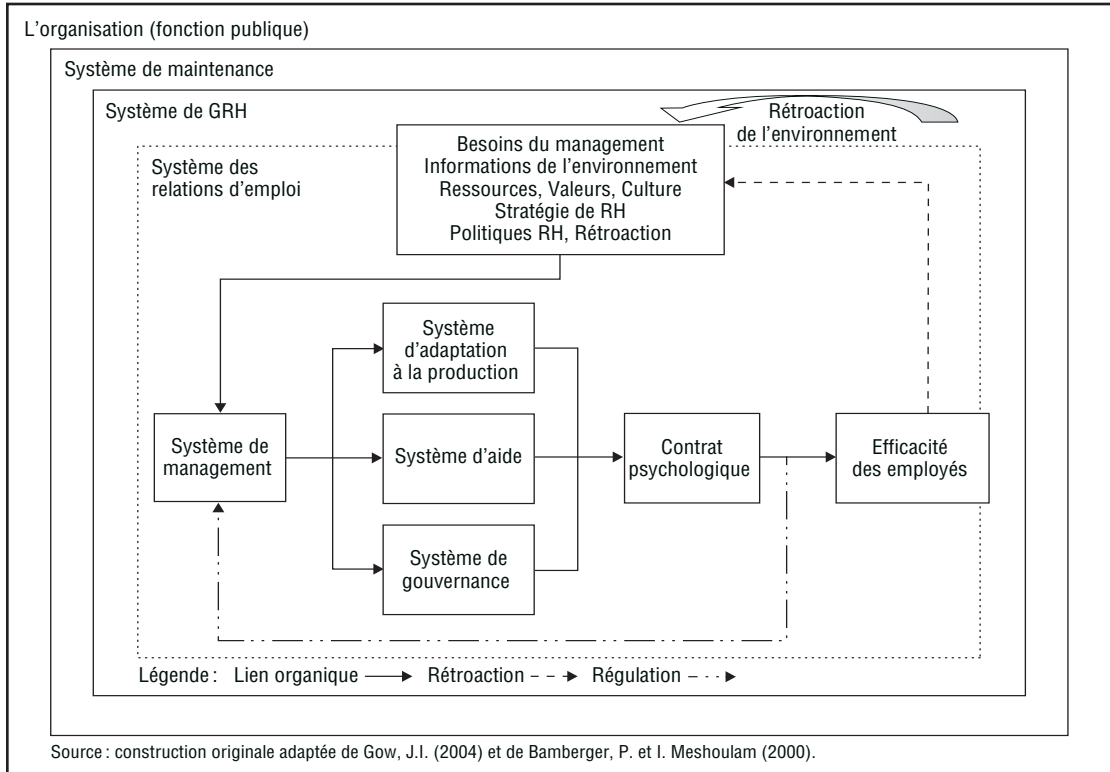 L'organisation (fonction publique)
Système de maintenance
Système de GRH
Rétroaction
de l'environnement
Besoins du management
Informations de l'environnement
Ressources, Valeurs, Culture
Stratégie de RH
Politiques RH, Rétroaction
Système des
relations d'emploi
Système
d'adaptation
à la production
Système de
management
Système d'aide
Contrat
psychologique
Efficacité
des employés
Système de
gouvernance
Légende : Lien organique Rétroaction Régulation
Source : construction originale adaptée de Gow, J.I. (2004) et de Bamberger, P. et I. Meshoulam (2000).